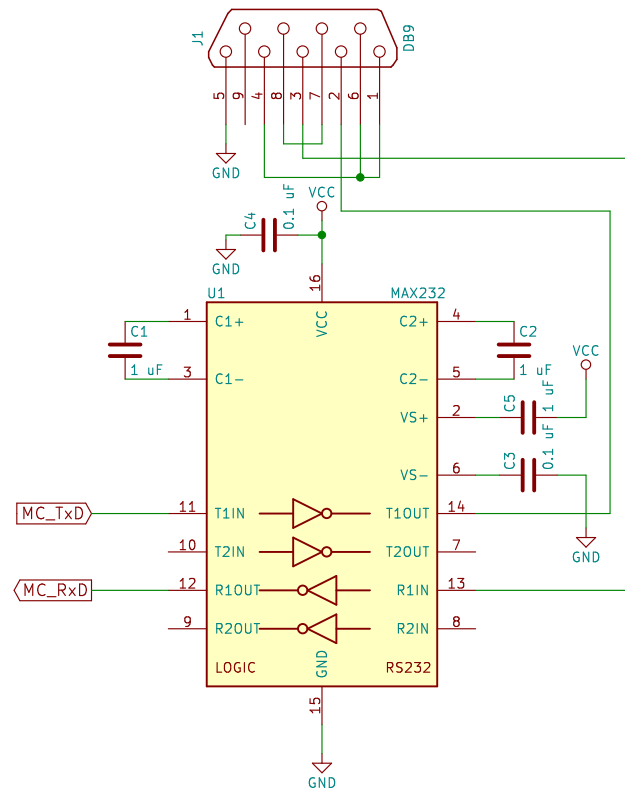 J1
DB9
5
9
4
8
3
7
2
6
1
GND
VCC
C4
0.1 uF
GND
16
U1
MAX232
VCC
1
C1+
C2+
4
C1
1 uF
C2
1 uF
3
C1-
C2-
5
VCC
VS+
2
C5
1 uF
VS-
6
C3
0.1 uF
MC_TxD
11
T1IN
T1OUT
14
10
T2IN
T2OUT
7
GND
MC_RxD
12
R1OUT
R1IN
13
9
R2OUT
R2IN
8
GND
LOGIC
RS232
15
GND